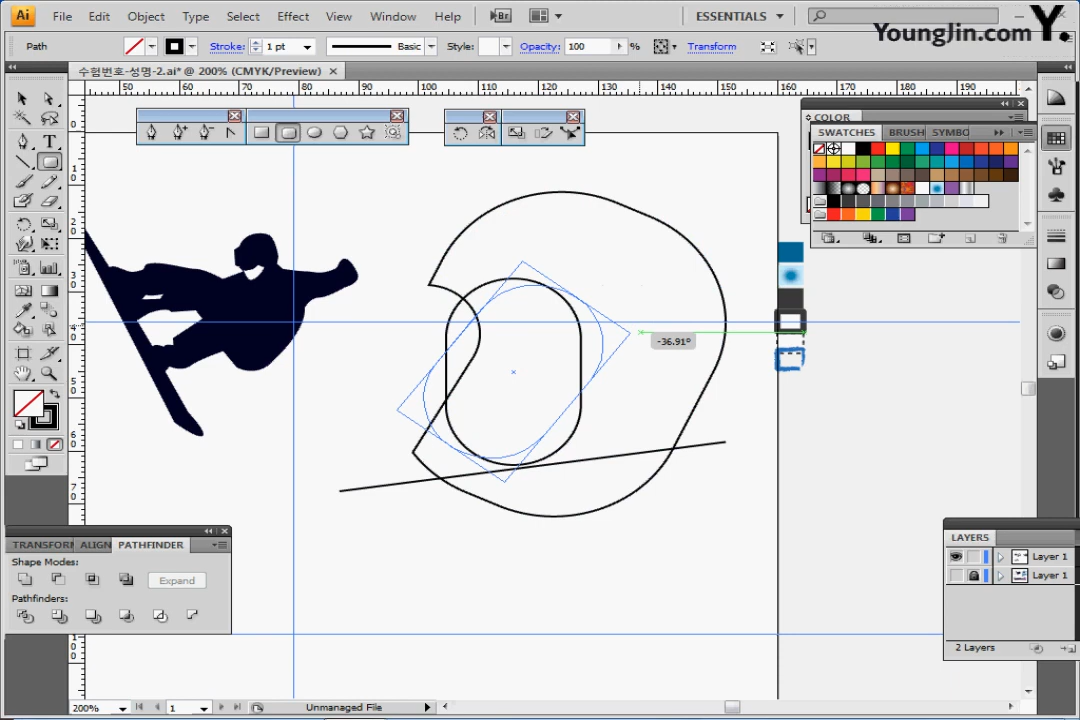 Ai File Edit Object Type Select Effect View Window Help Br ESSENTIALS
YoungJin.com Y.
Path Stroke: 1 pt Basic Style: Opacity: 100 % Transform
수험번호-성명-2.ai* @ 200% (CMYK/Preview)
50 60 70 80 90 100 110 120 130 140 150 160 170 180 190
COLOR
SWATCHES BRUSH SYMBO
-36.91°
TRANSFORM ALIGN PATHFINDER
Shape Modes:
Expand
Pathfinders:
LAYERS
Layer 1
Layer 1
2 Layers
200% 1 Unmanaged File